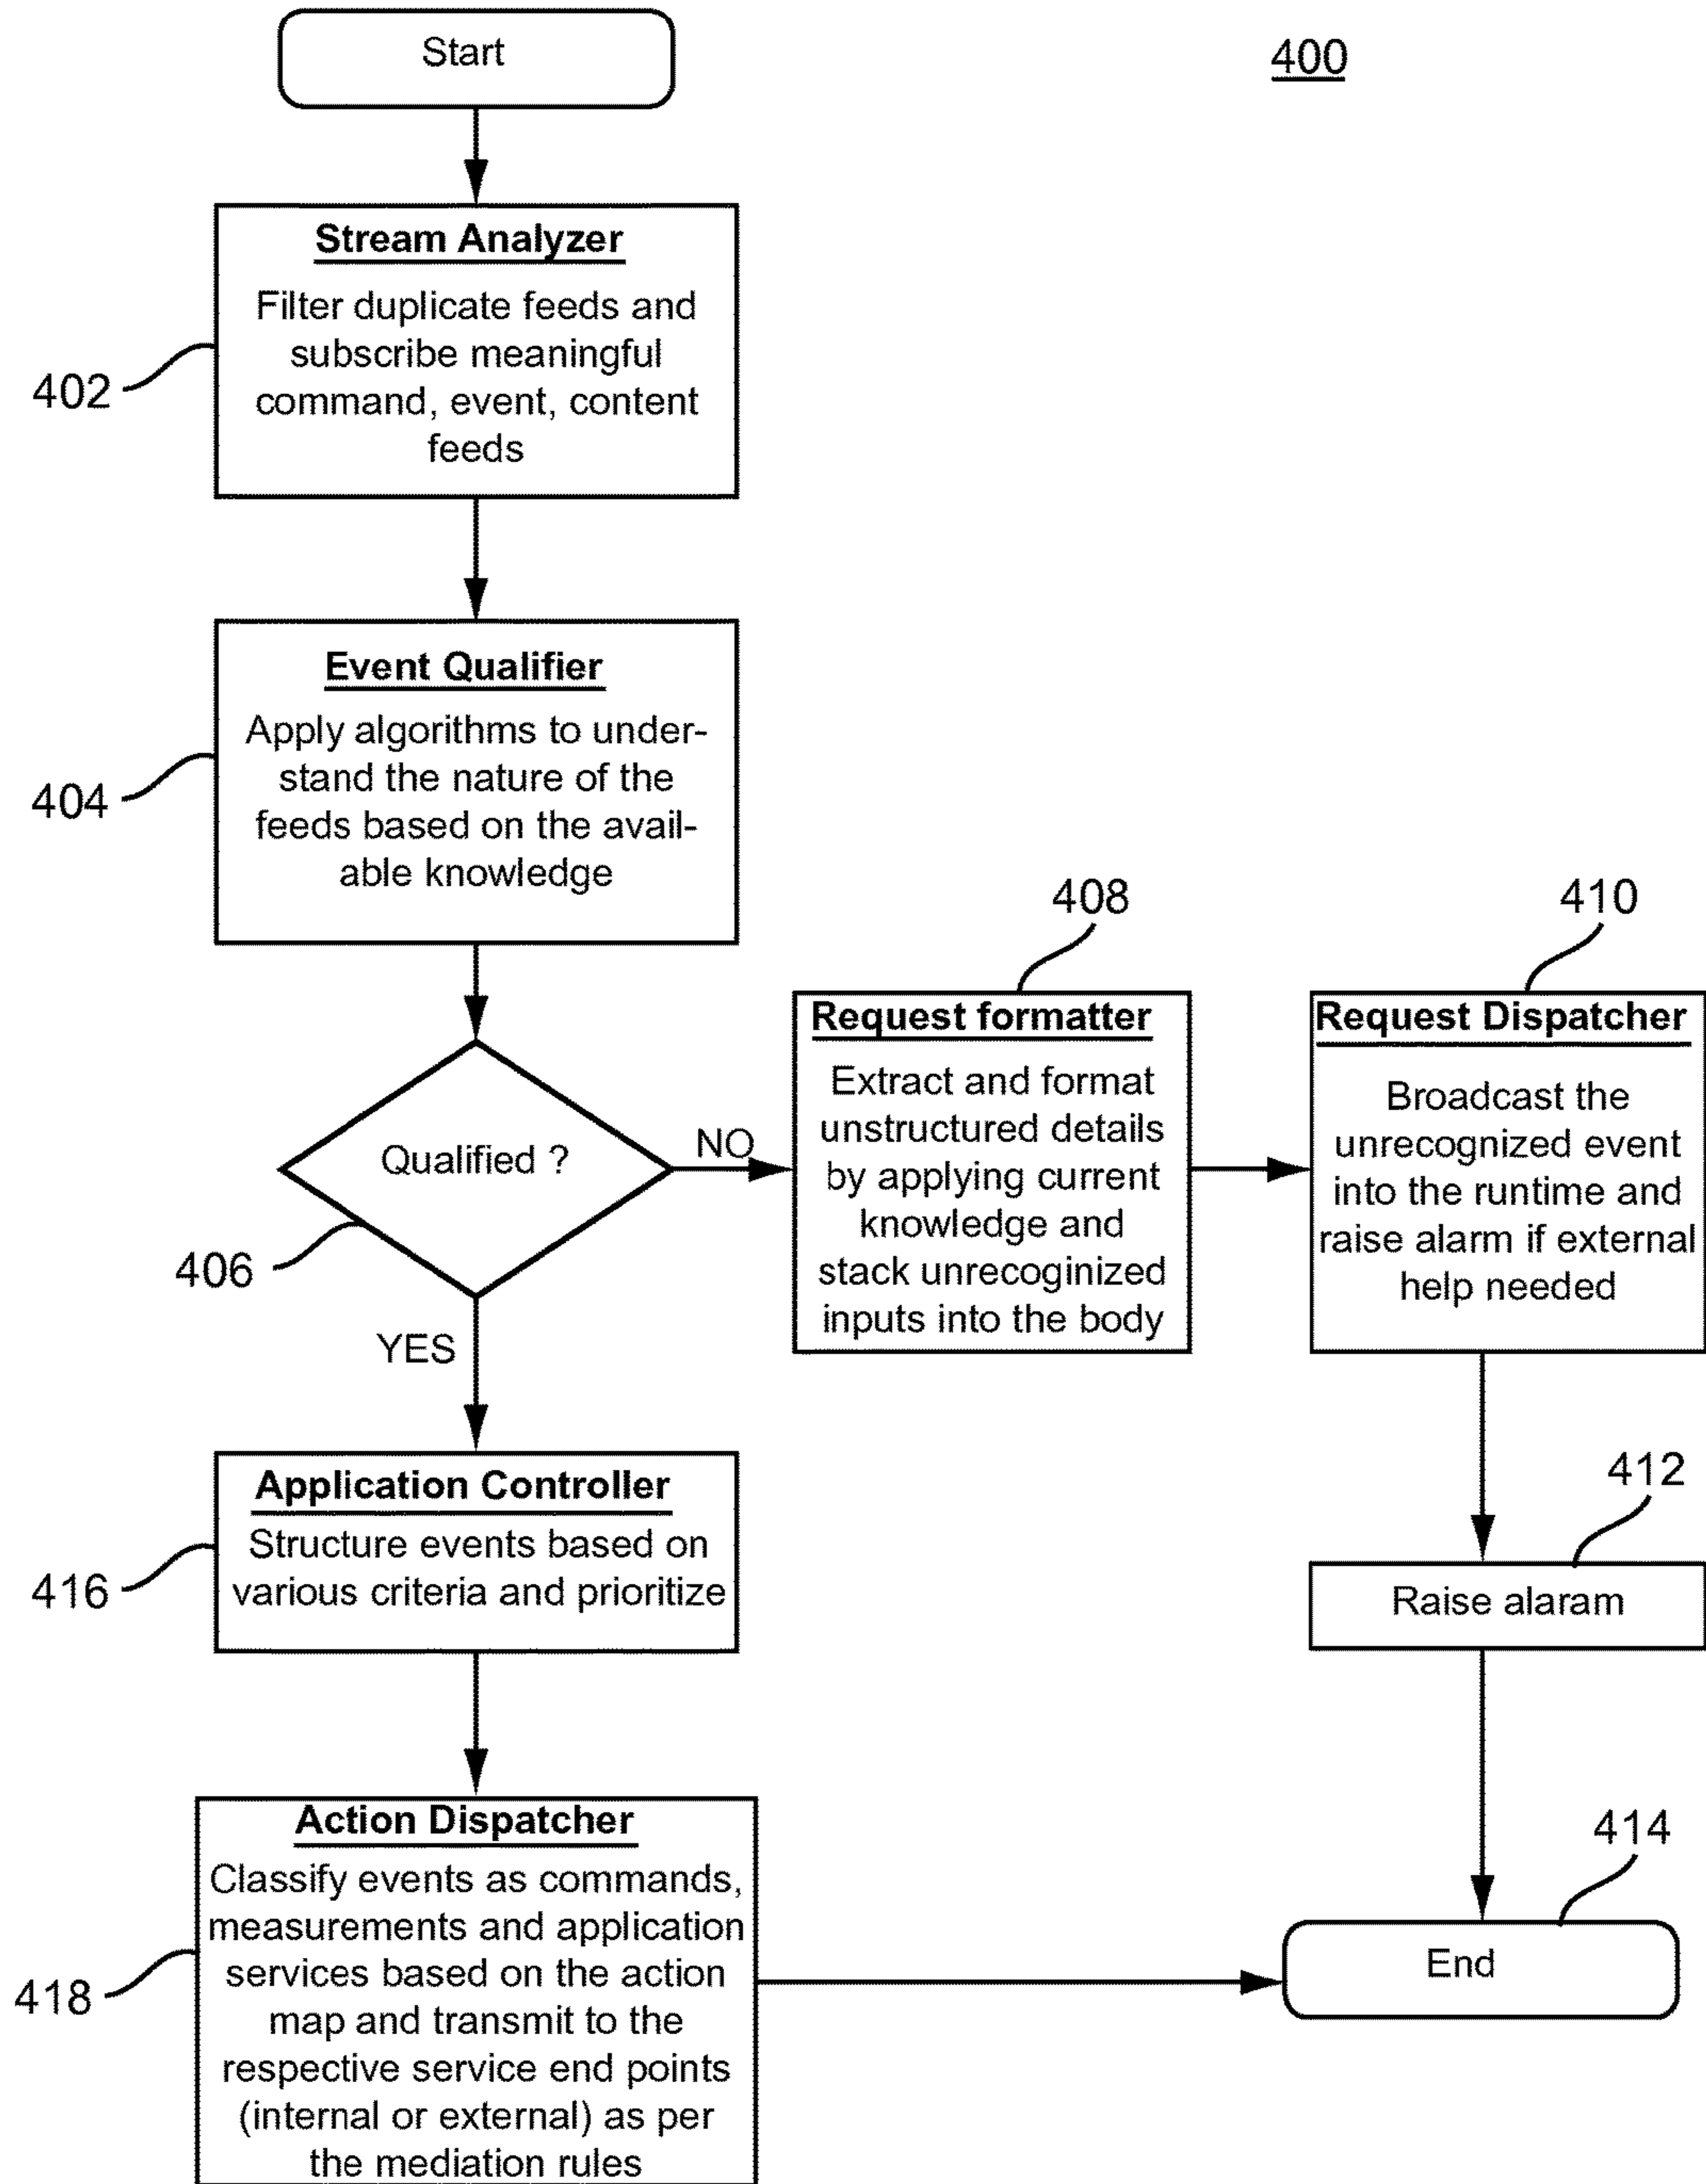 Start
400
Stream Analyzer
Filter duplicate feeds and
subscribe meaningful
command, event, content
feeds
402
Event Qualifier
Apply algorithms to under-
stand the nature of the
feeds based on the avail-
able knowledge
404
Qualified ?
406
NO
YES
408
Request formatter
Extract and format
unstructured details
by applying current
knowledge and
stack unrecoginized
inputs into the body
410
Request Dispatcher
Broadcast the
unrecognized event
into the runtime and
raise alarm if external
help needed
412
Raise alaram
Application Controller
Structure events based on
various criteria and prioritize
416
Action Dispatcher
Classify events as commands,
measurements and application
services based on the action
map and transmit to the
respective service end points
(internal or external) as per
the mediation rules
418
414
End